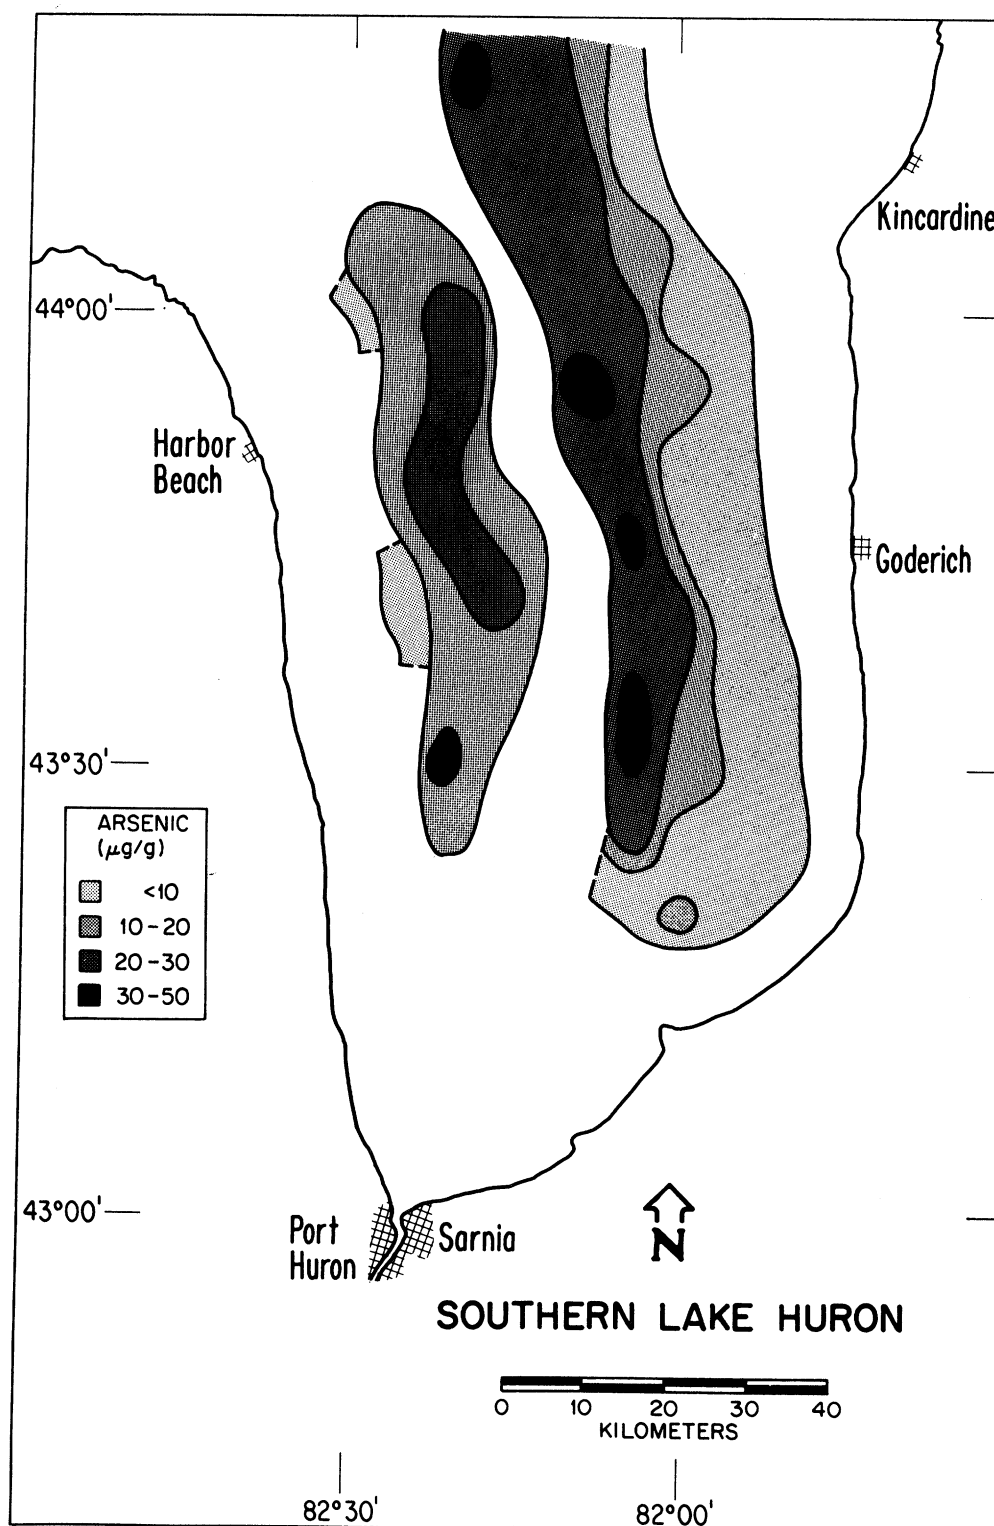 Kincardine
44°00'
Harbor
Beach
Goderich
43°30'
ARSENIC
(μg/g)
<10
10-20
20-30
30-50
43°00'
Port
Huron
Sarnia
N
SOUTHERN LAKE HURON
0 10 20 30 40
KILOMETERS
82°30' 82°00'